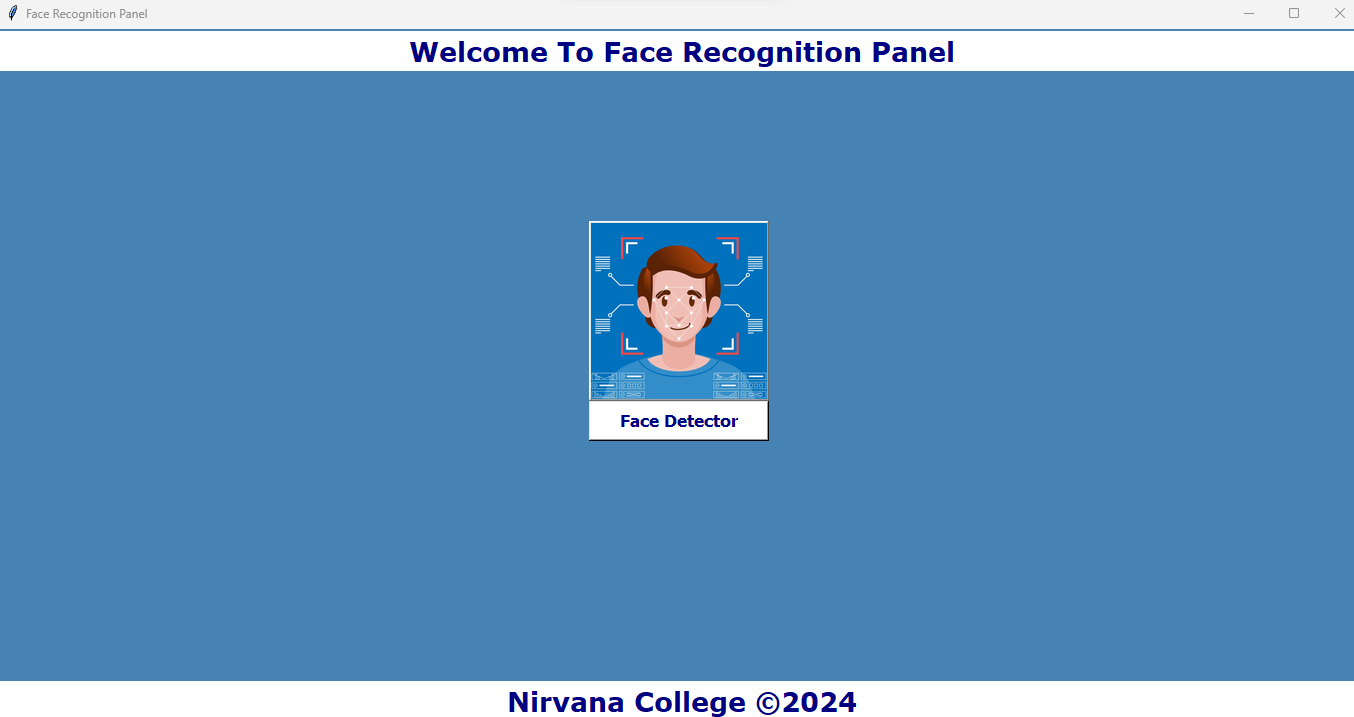 Face Recognition Panel
Welcome To Face Recognition Panel
Face Detector
Nirvana College ©2024